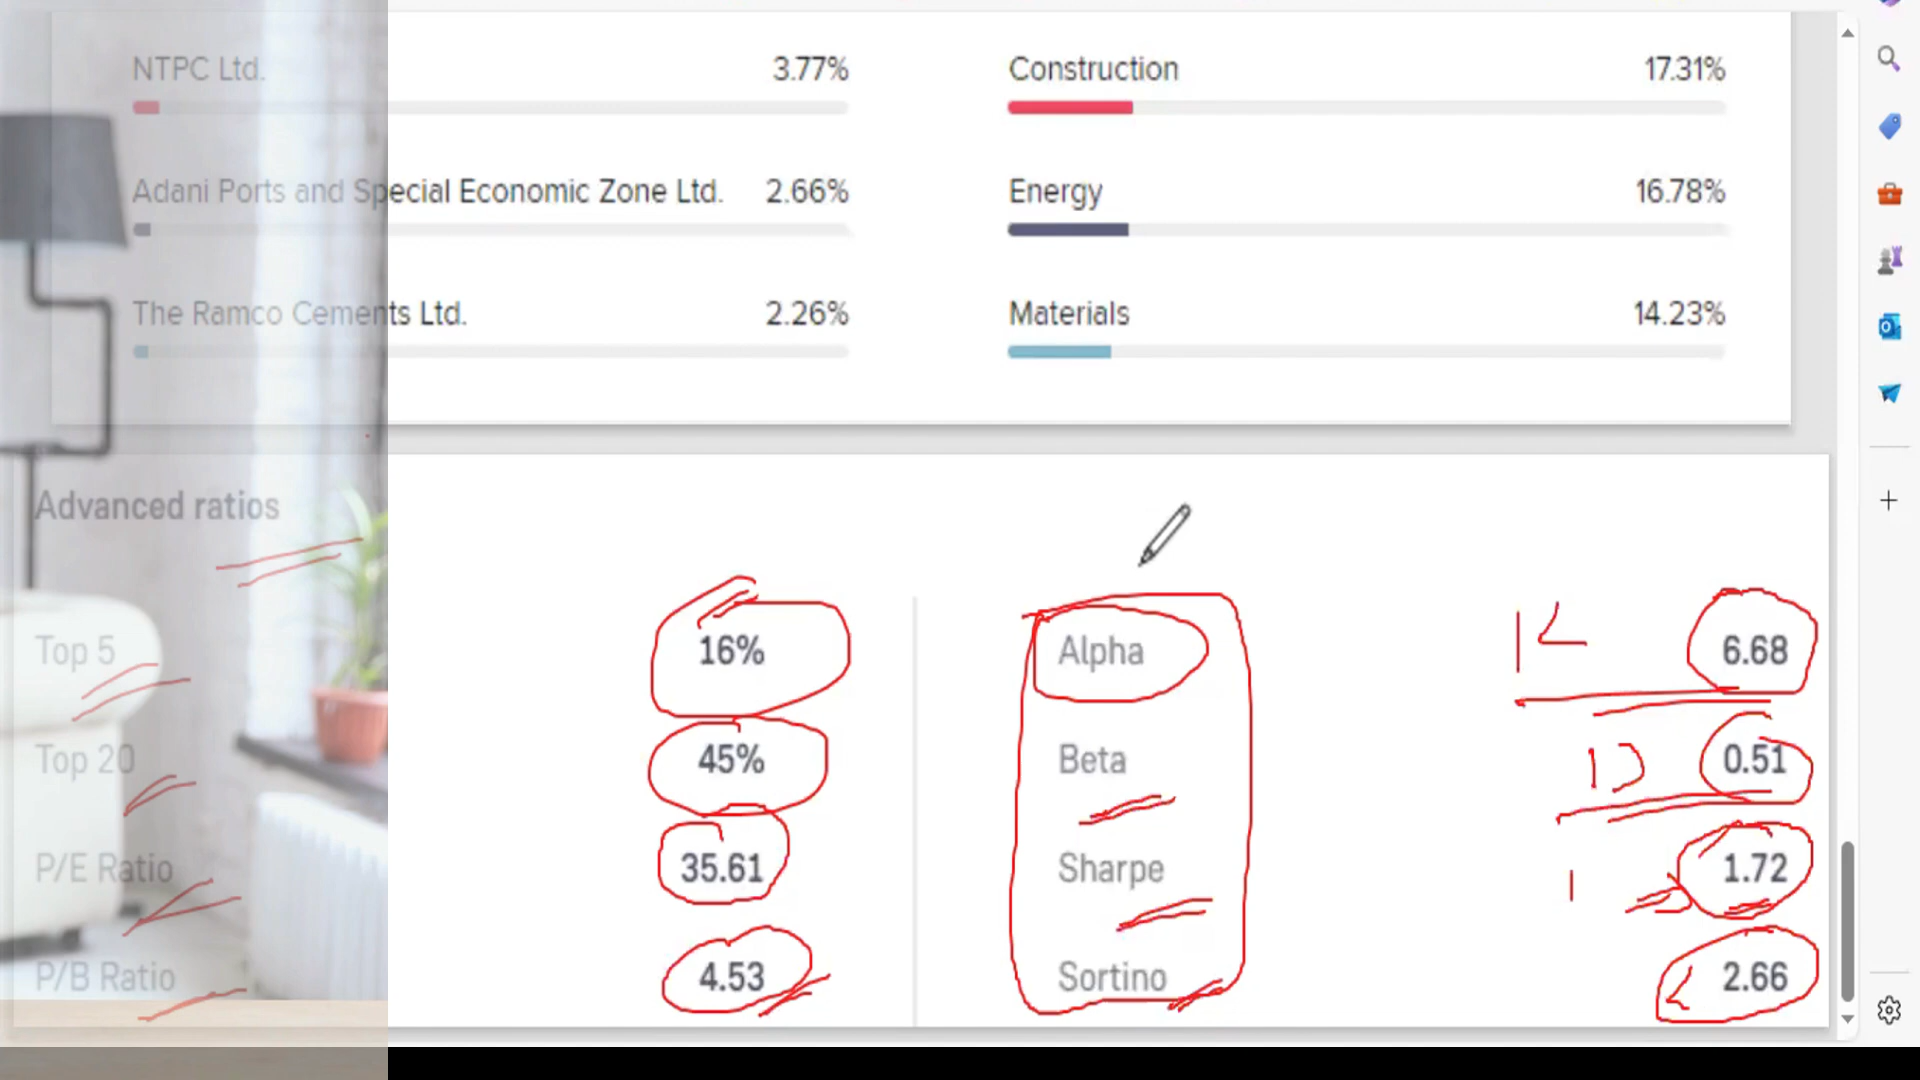 NTPC Ltd. 3.77%
Construction 17.31%
Adani Ports and Special Economic Zone Ltd. 2.66%
Energy 16.78%
The Ramco Cements Ltd. 2.26%
Materials 14.23%
Advanced ratios
Top 5 16% Alpha 6.68
Top 20 45% Beta 0.51
P/E Ratio 35.61 Sharpe 1.72
P/B Ratio 4.53 Sortino 2.66